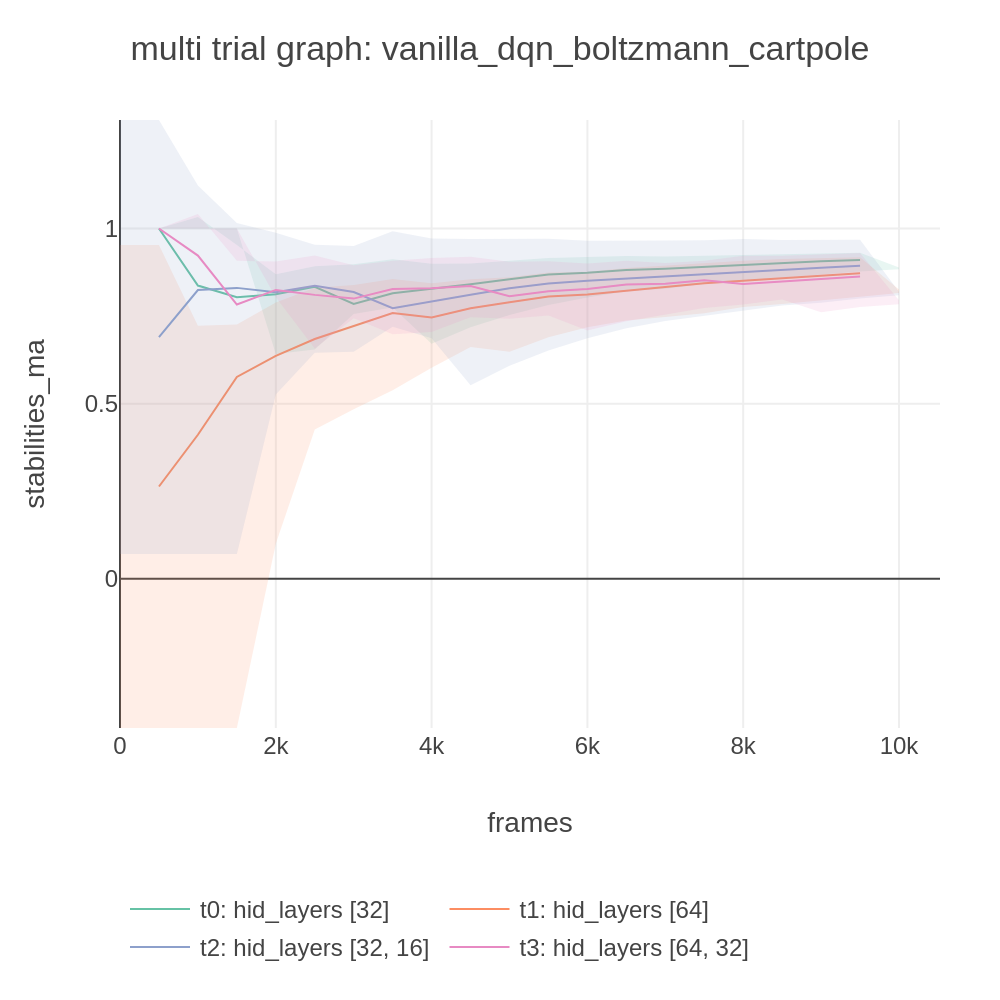 multi trial graph: vanilla_dqn_boltzmann_cartpole
stabilities_ma
1
0.5
0
0 2k 4k 6k 8k 10k
frames
t0: hid_layers [32] t1: hid_layers [64]
t2: hid_layers [32, 16] t3: hid_layers [64, 32]